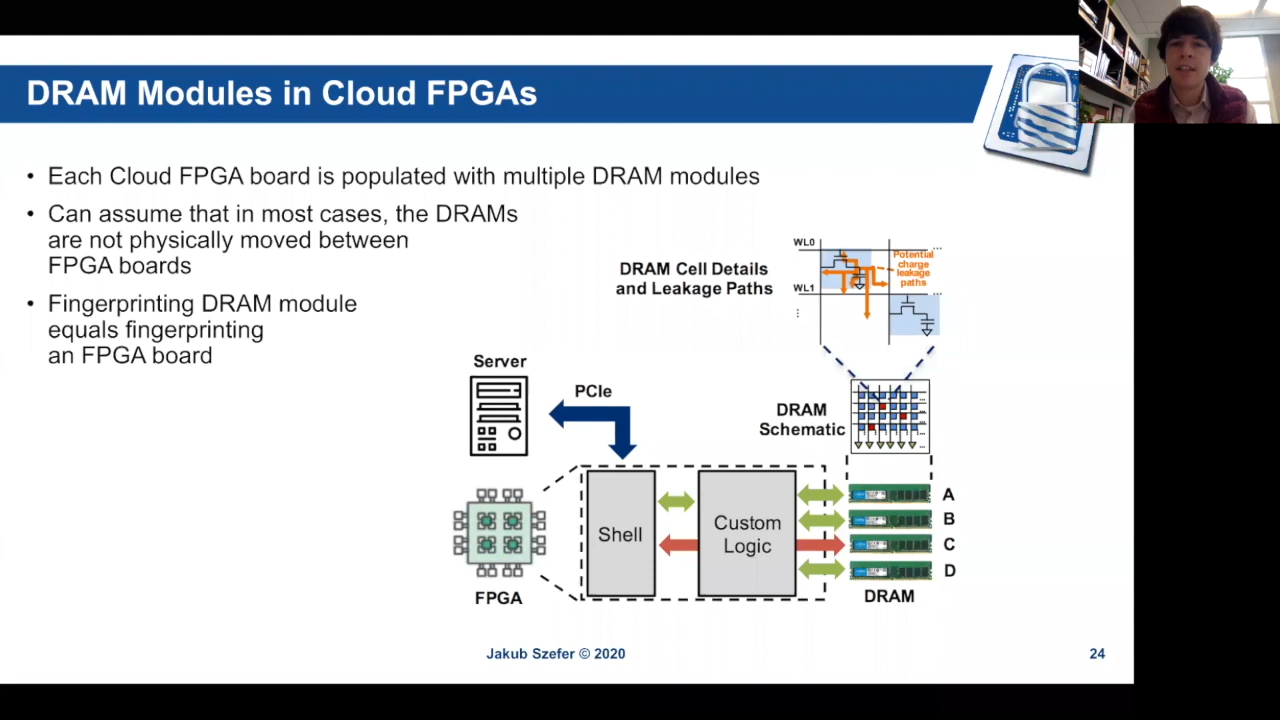 DRAM Modules in Cloud FPGAs
• Each Cloud FPGA board is populated with multiple DRAM modules
• Can assume that in most cases, the DRAMs
are not physically moved between
FPGA boards
• Fingerprinting DRAM module
equals fingerprinting
an FPGA board
DRAM Cell Details
and Leakage Paths
WL0
WL1
Potential
charge
leakage
paths
Server
PCIe
DRAM
Schematic
Shell
Custom
Logic
A
B
C
D
FPGA
DRAM
Jakub Szefer © 2020
24